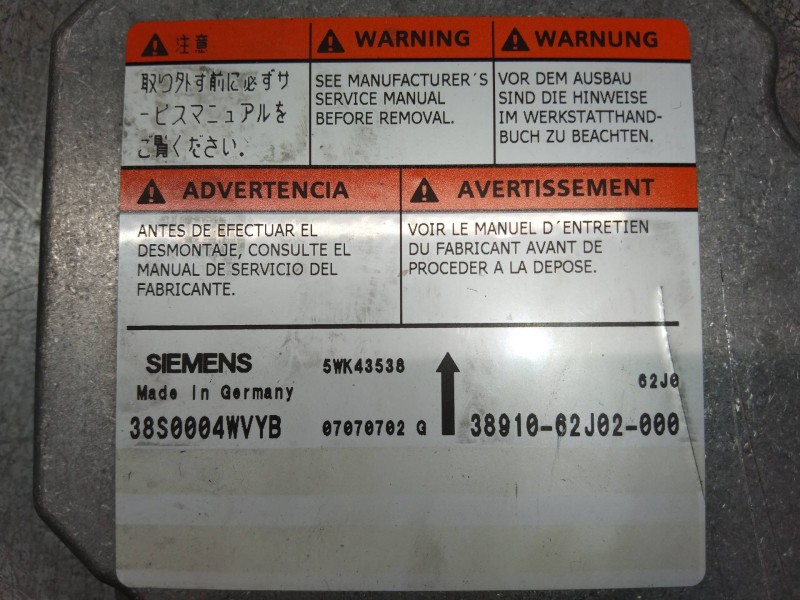 注意
取り外す前に必ずサ
ービスマニュアルを
ご覧ください.
WARNING
SEE MANUFACTURER´S
SERVICE MANUAL
BEFORE REMOVAL.
WARNUNG
VOR DEM AUSBAU
SIND DIE HINWEISE
IM WERKSTATTHAND-
BUCH ZU BEACHTEN.
ADVERTENCIA
ANTES DE EFECTUAR EL
DESMONTAJE, CONSULTE EL
MANUAL DE SERVICIO DEL
FABRICANTE.
AVERTISSEMENT
VOIR LE MANUEL D´ENTRETIEN
DU FABRICANT AVANT DE
PROCEDER A LA DEPOSE.
SIEMENS 5WK43538
62J0
Made in Germany
38S0004WVYB 07070702 G 38910-62J02-000